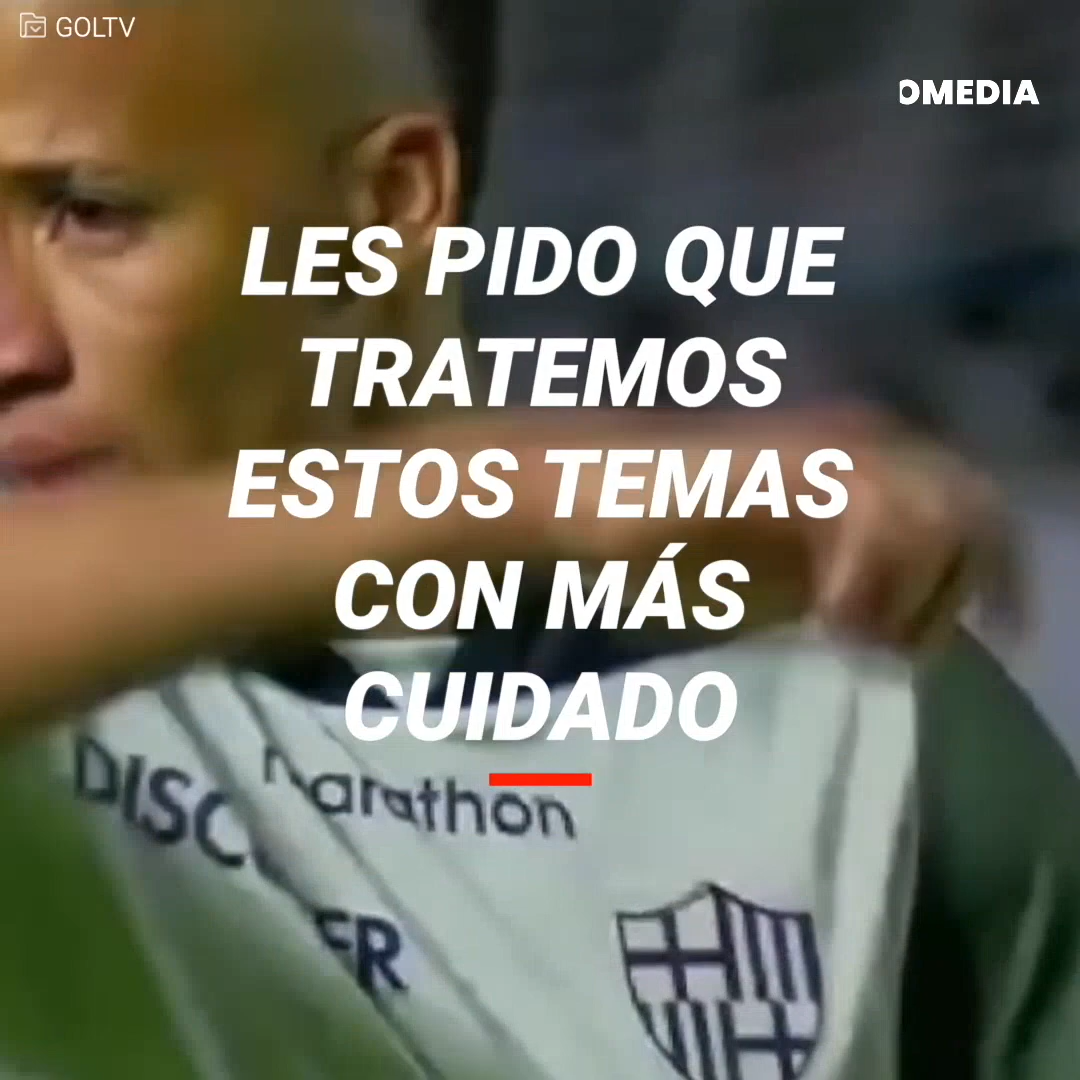 GOLTV
OMEDIA
LES PIDO QUE
TRATEMOS
ESTOS TEMAS
CON MÁS
CUIDADO
marathon